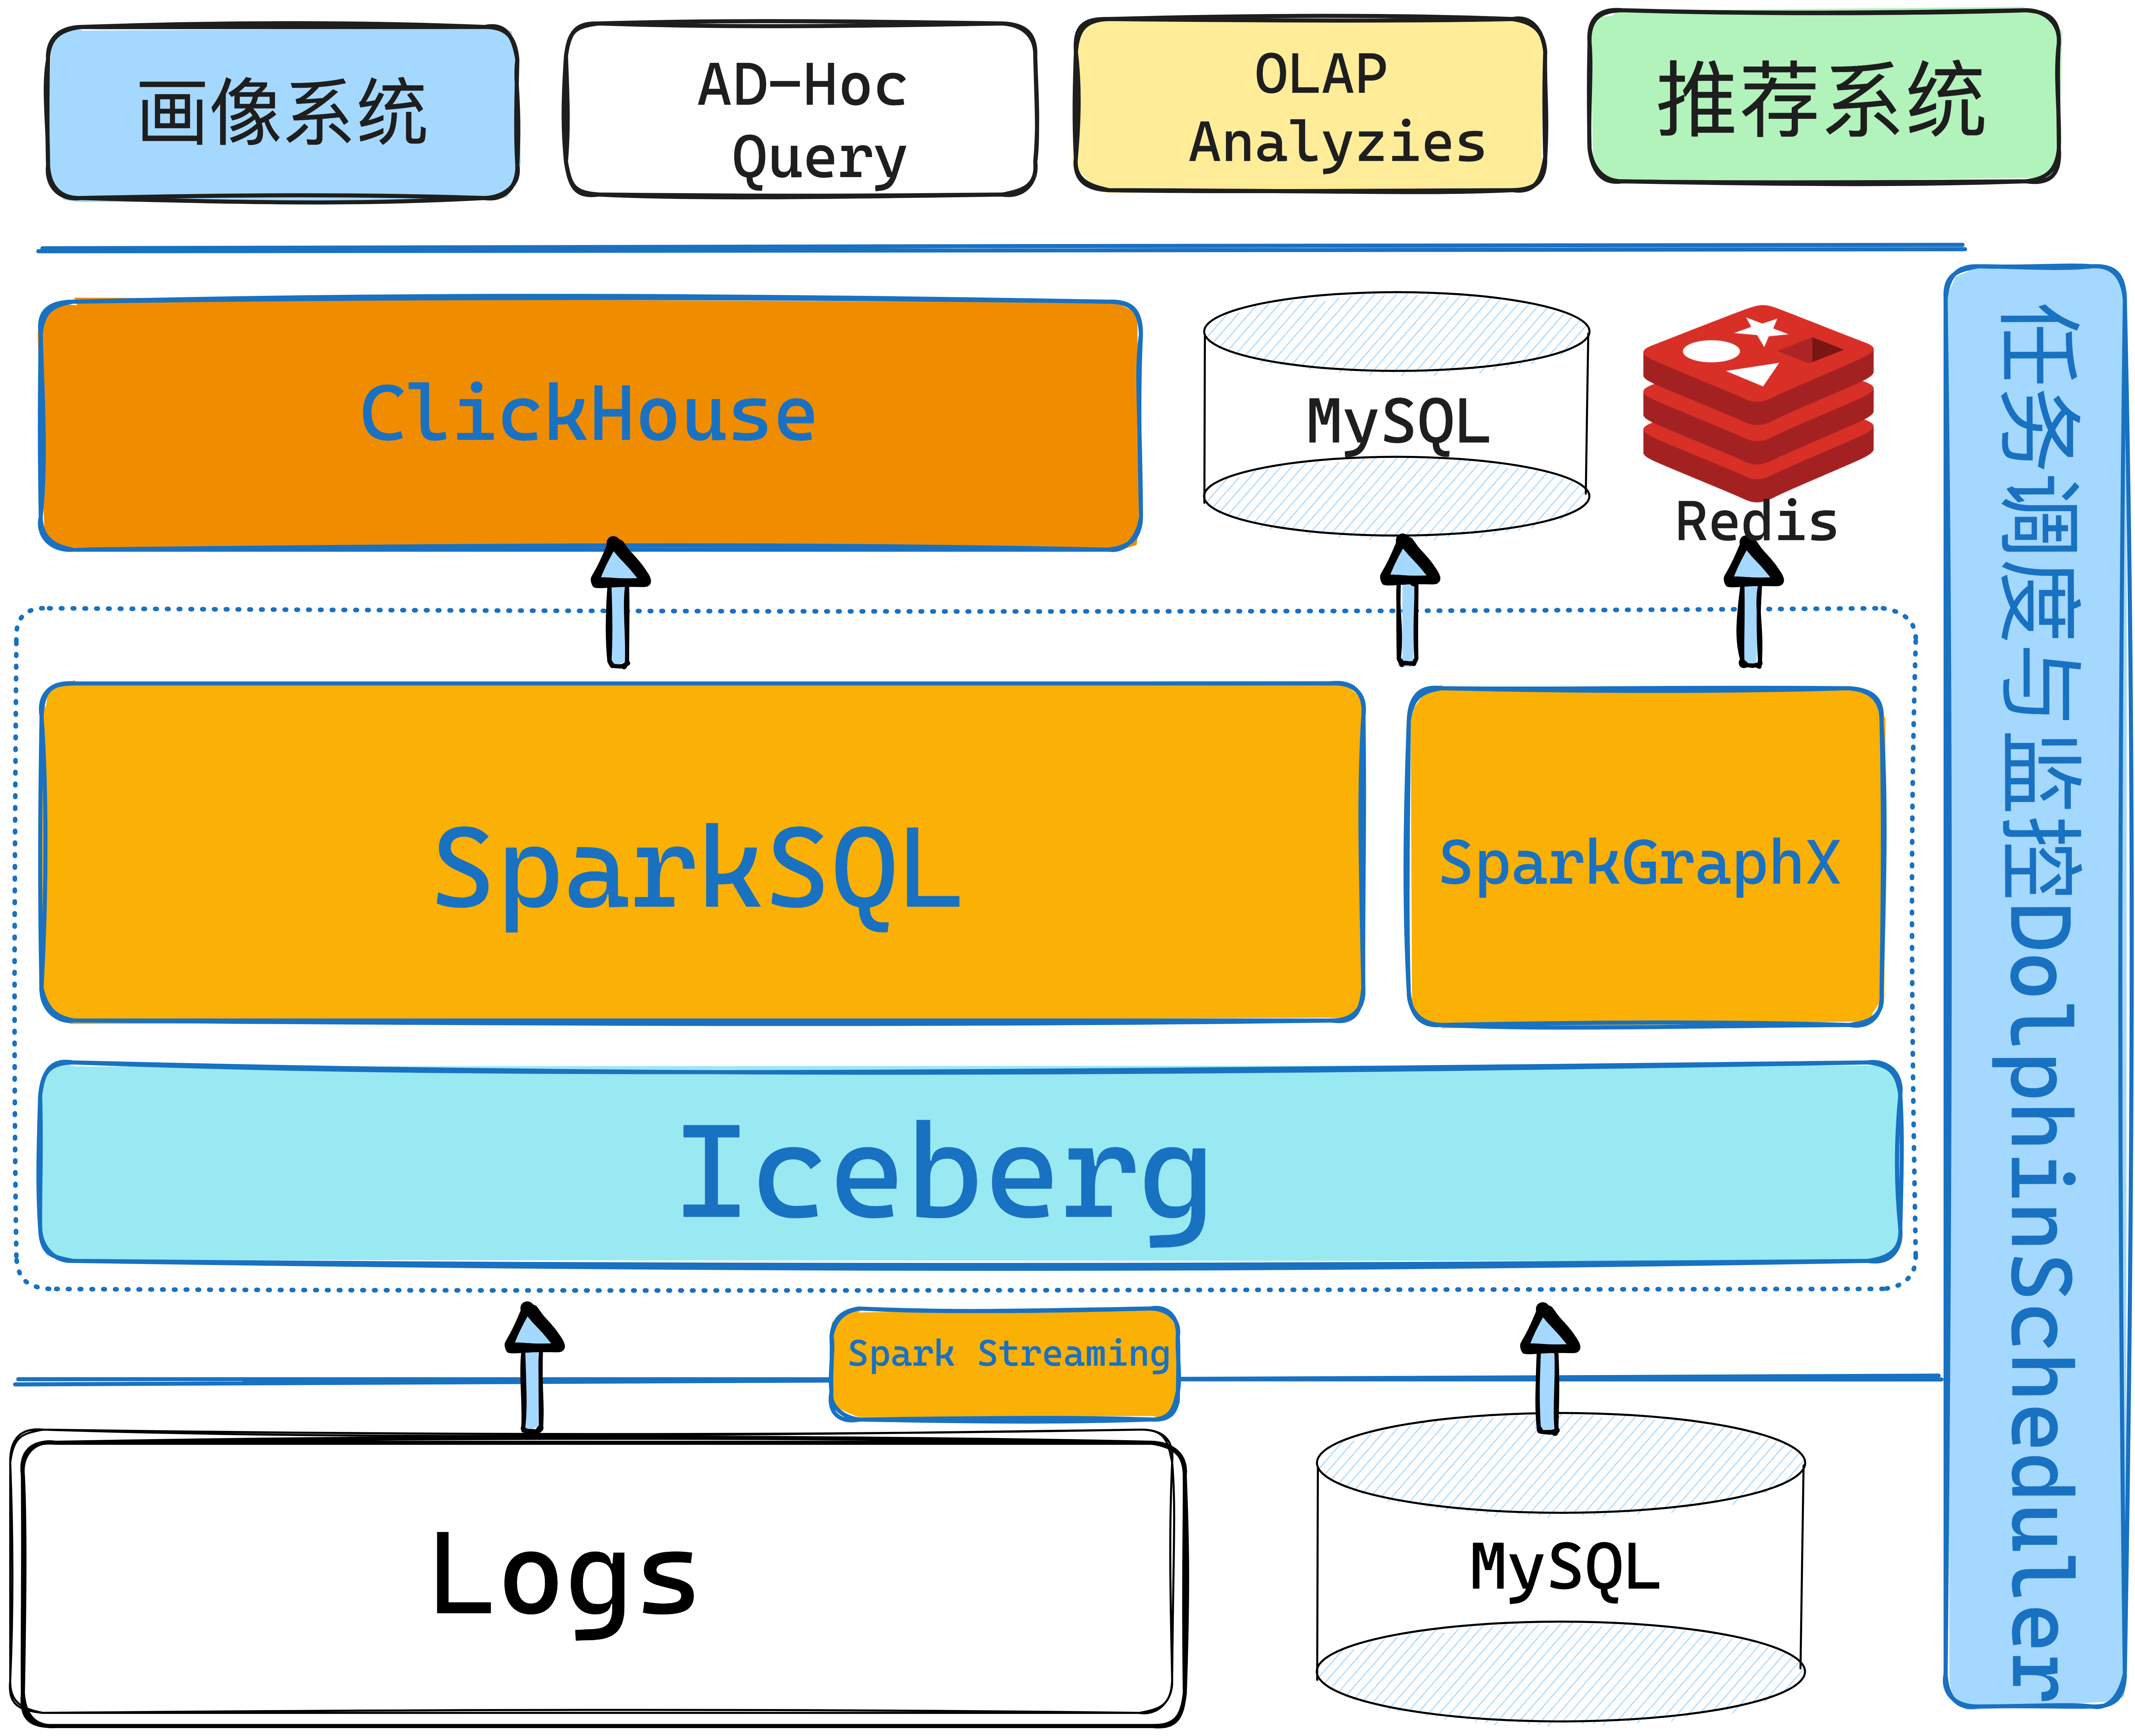 画像系统
AD-Hoc
Query
OLAP
Analyzies
推荐系统
ClickHouse
MySQL
Redis
任务调度与监控DolphinScheduler
SparkSQL
SparkGraphX
Iceberg
Spark Streaming
Logs
MySQL